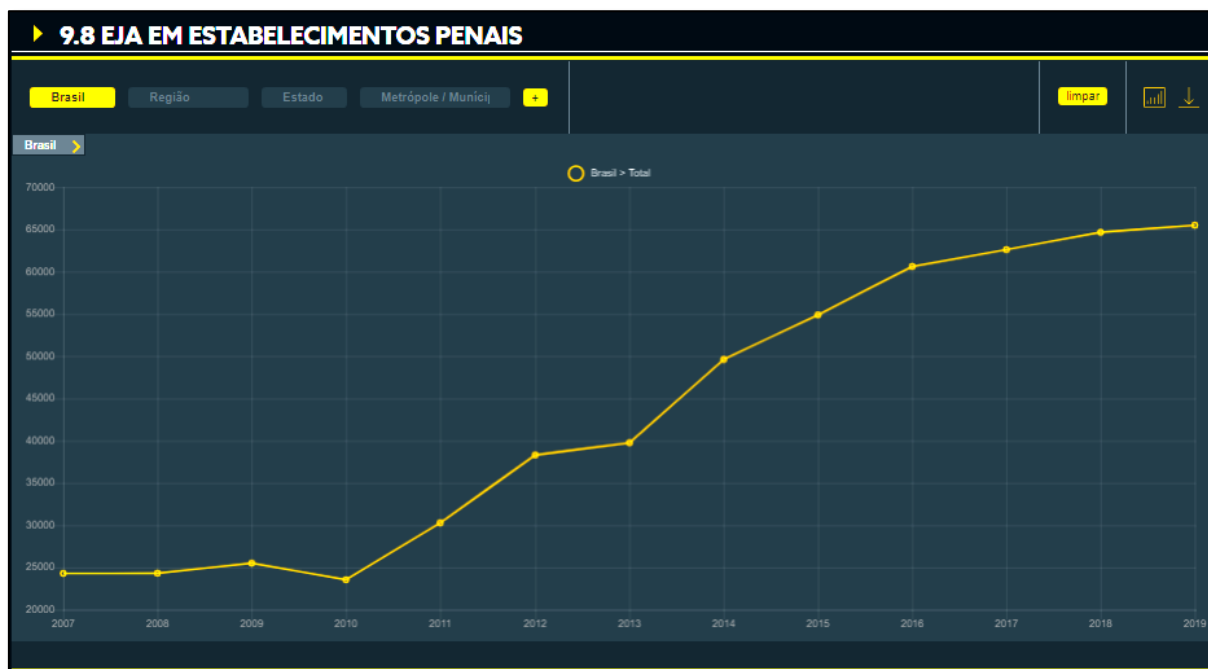 9.8 EJA EM ESTABELECIMENTOS PENAIS
Brasil Região Estado Metrópole / Municíp + limpar
Brasil
Brasil > Total
70000
65000
60000
55000
50000
45000
40000
35000
30000
25000
20000
2007 2008 2009 2010 2011 2012 2013 2014 2015 2016 2017 2018 2019